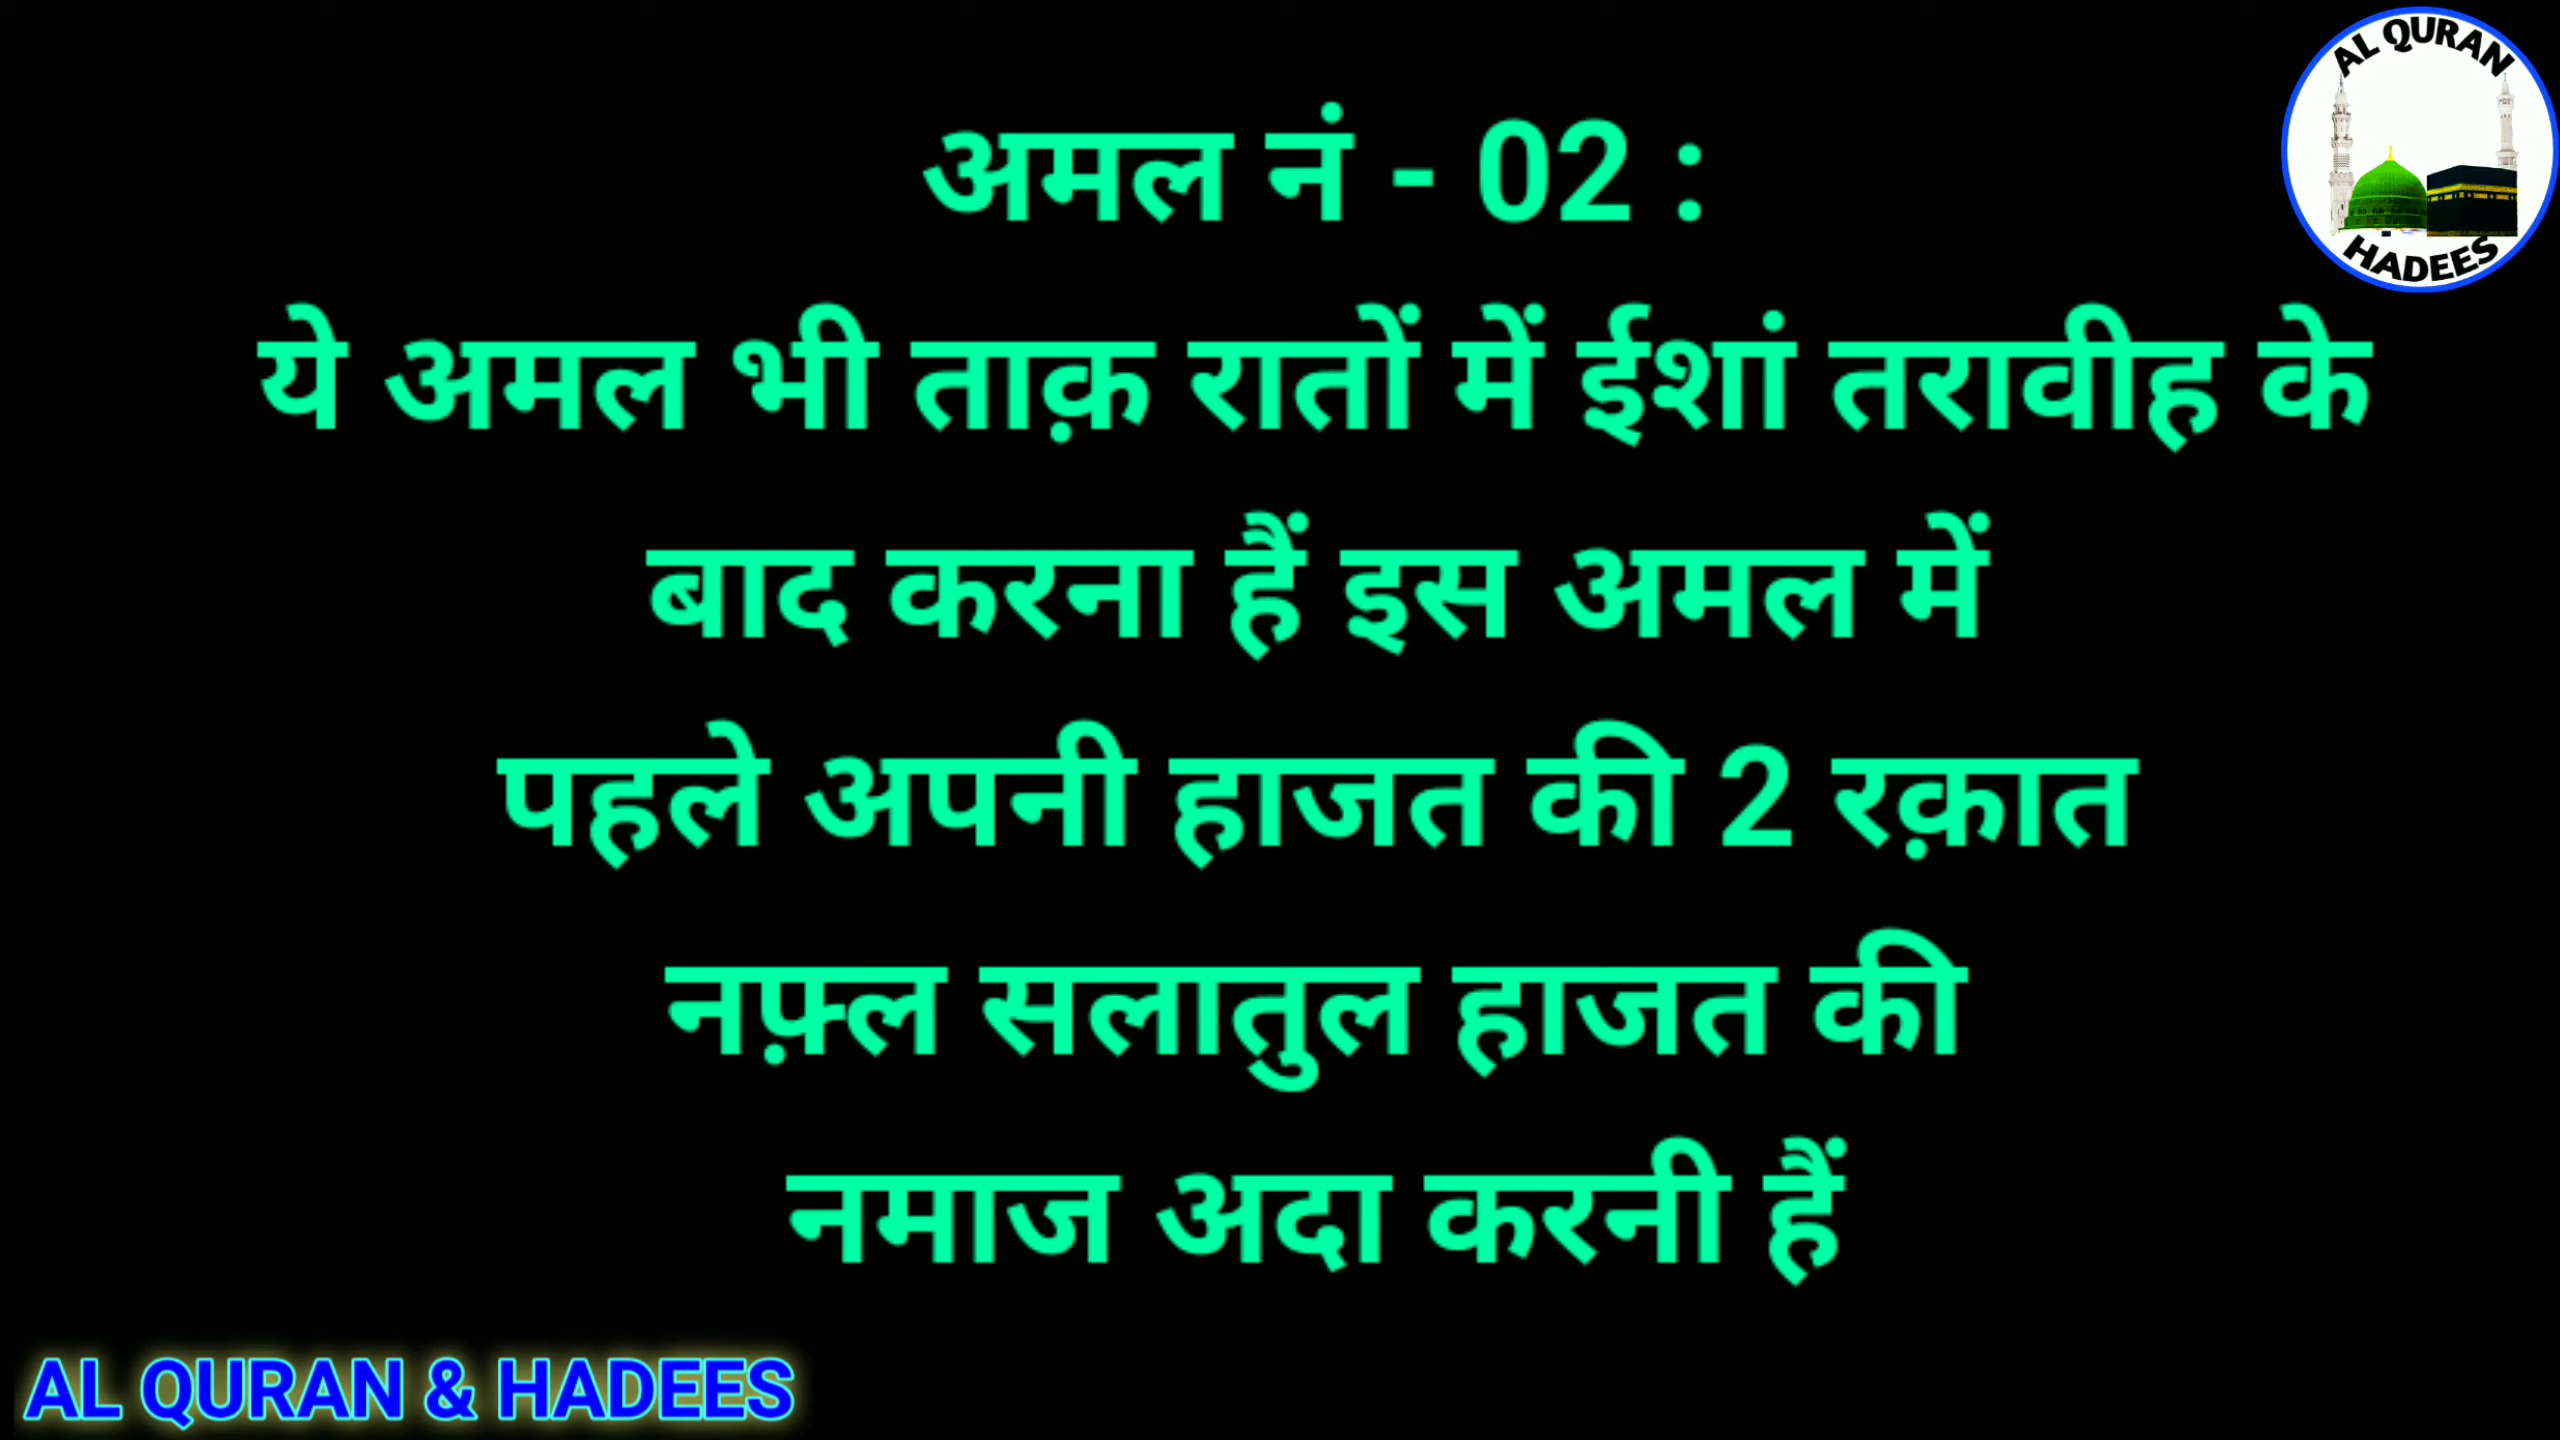 AL QURAN
HADEES
अमल नं - 02 :
ये अमल भी ताक़ रातों में ईशां तरावीह के
बाद करना हैं इस अमल में
पहले अपनी हाजत की 2 रक़ात
नफ़्ल सलातुल हाजत की
नमाज अदा करनी हैं
AL QURAN & HADEES